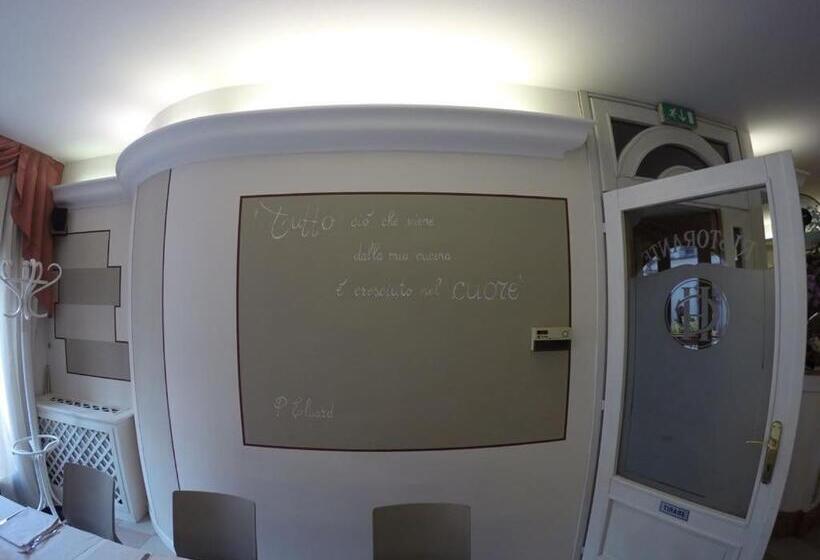 "Tutto ciò che viene
dalla mia cucina
è cresciuto nel CUORE"
P. Eluard
RISTORANTE
TIRARE